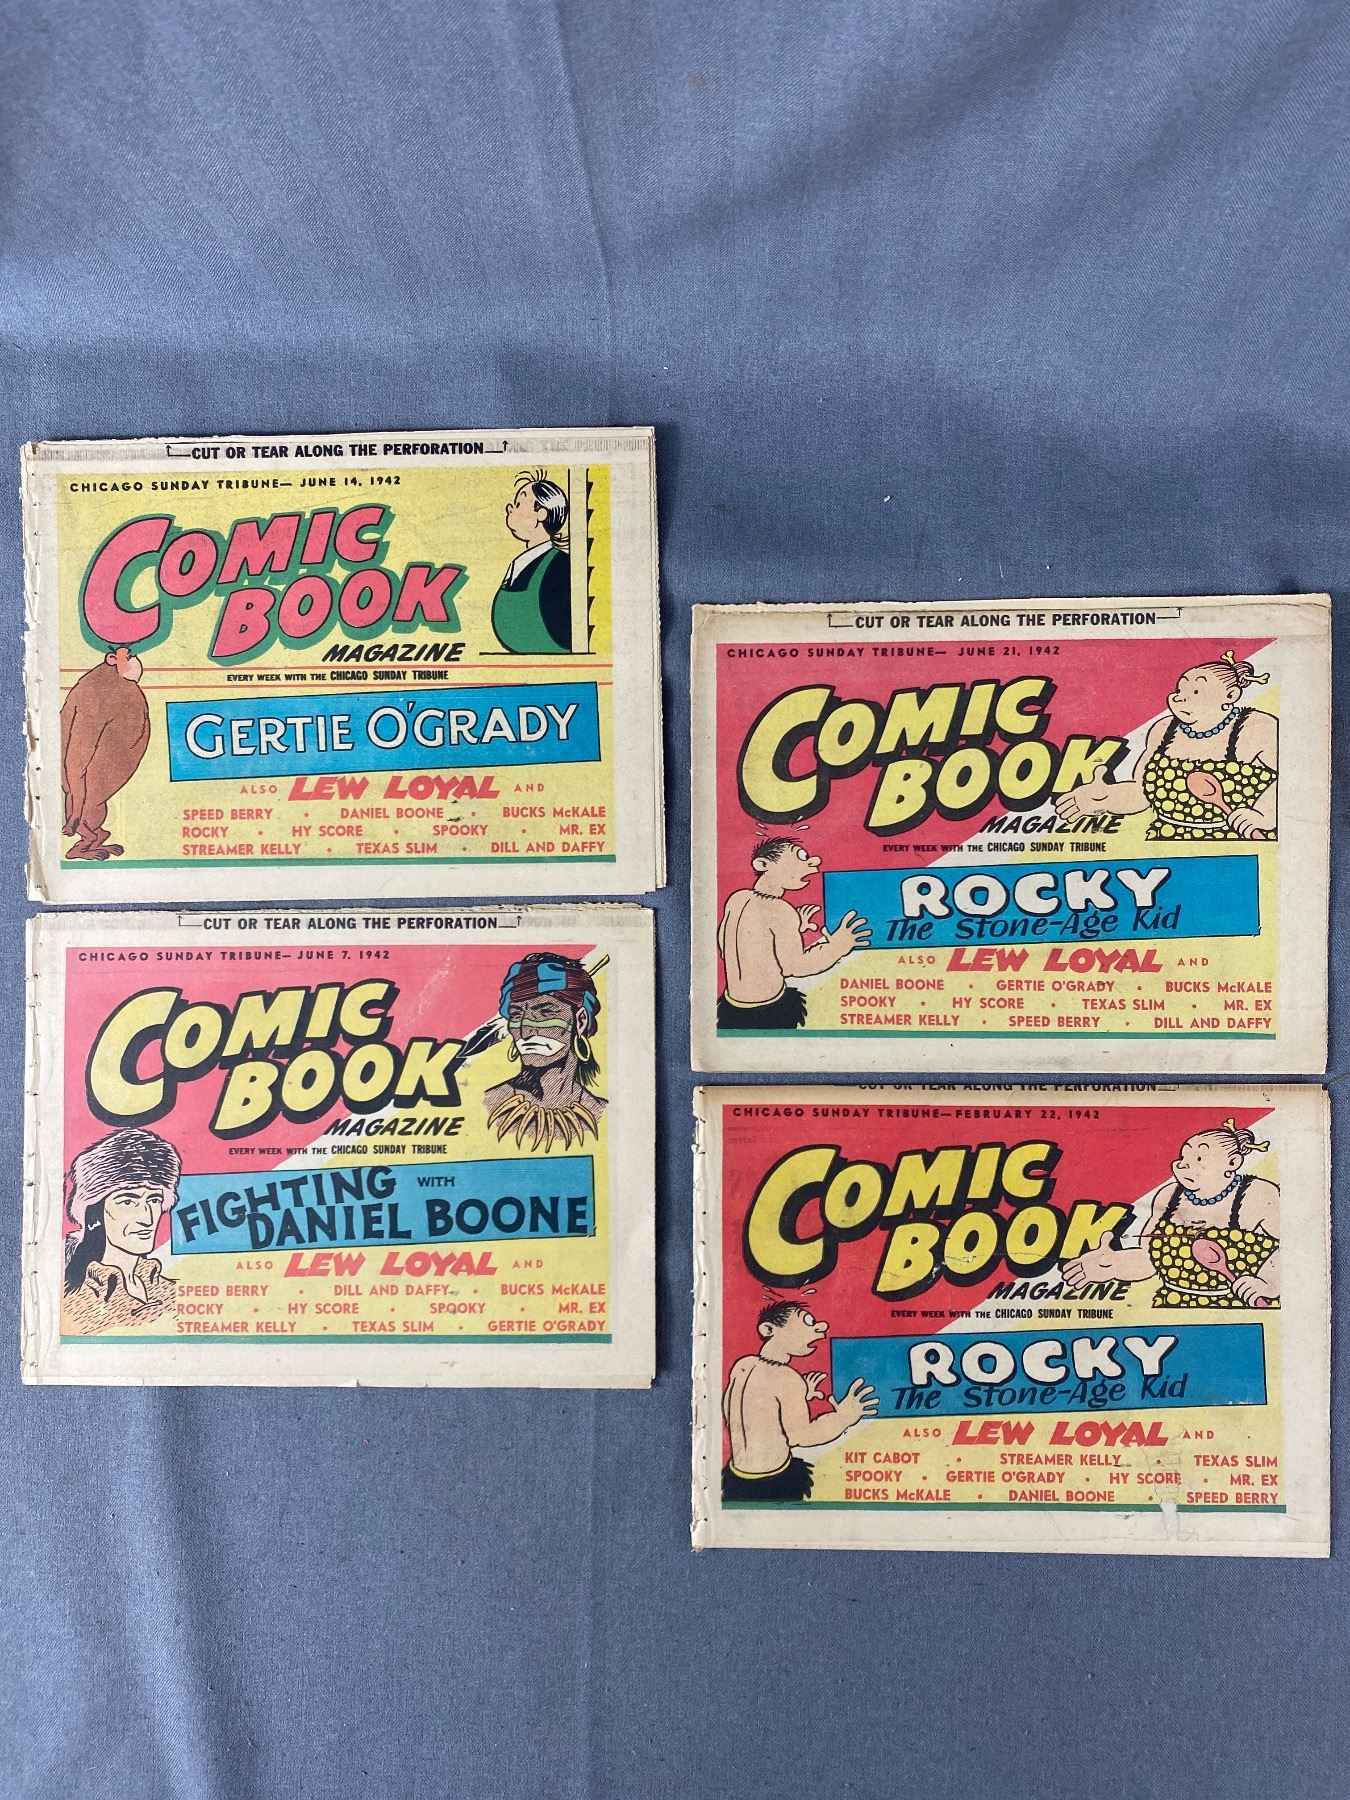 CUT OR TEAR ALONG THE PERFORATION
CHICAGO SUNDAY TRIBUNE— JUNE 14, 1942
COMIC
BOOK
MAGAZINE
EVERY WEEK WITH THE CHICAGO SUNDAY TRIBUNE
GERTIE O'GRADY
ALSO LEW LOYAL AND
SPEED BERRY • DANIEL BOONE • BUCKS McKALE
ROCKY • HY SCORE • SPOOKY • MR. EX
STREAMER KELLY • TEXAS SLIM • DILL AND DAFFY
CUT OR TEAR ALONG THE PERFORATION
CHICAGO SUNDAY TRIBUNE— JUNE 7, 1942
COMIC
BOOK
MAGAZINE
EVERY WEEK WITH THE CHICAGO SUNDAY TRIBUNE
FIGHTING WITH
DANIEL BOONE
ALSO LEW LOYAL AND
SPEED BERRY • DILL AND DAFFY • BUCKS McKALE
ROCKY • HY SCORE • SPOOKY • MR. EX
STREAMER KELLY • TEXAS SLIM • GERTIE O'GRADY
CUT OR TEAR ALONG THE PERFORATION
CHICAGO SUNDAY TRIBUNE— JUNE 21, 1942
COMIC
BOOK
MAGAZINE
EVERY WEEK WITH THE CHICAGO SUNDAY TRIBUNE
ROCKY
The Stone-Age Kid
ALSO LEW LOYAL AND
DANIEL BOONE • GERTIE O'GRADY • BUCKS McKALE
SPOOKY • HY SCORE • TEXAS SLIM • MR. EX
STREAMER KELLY • SPEED BERRY • DILL AND DAFFY
CUT OR TEAR ALONG THE PERFORATION
CHICAGO SUNDAY TRIBUNE—FEBRUARY 22, 1942
COMIC
BOOK
MAGAZINE
EVERY WEEK WITH THE CHICAGO SUNDAY TRIBUNE
ROCKY
The Stone-Age Kid
ALSO LEW LOYAL AND
KIT CABOT • STREAMER KELLY • TEXAS SLIM
SPOOKY • GERTIE O'GRADY • HY SCORE • MR. EX
BUCKS McKALE • DANIEL BOONE • SPEED BERRY